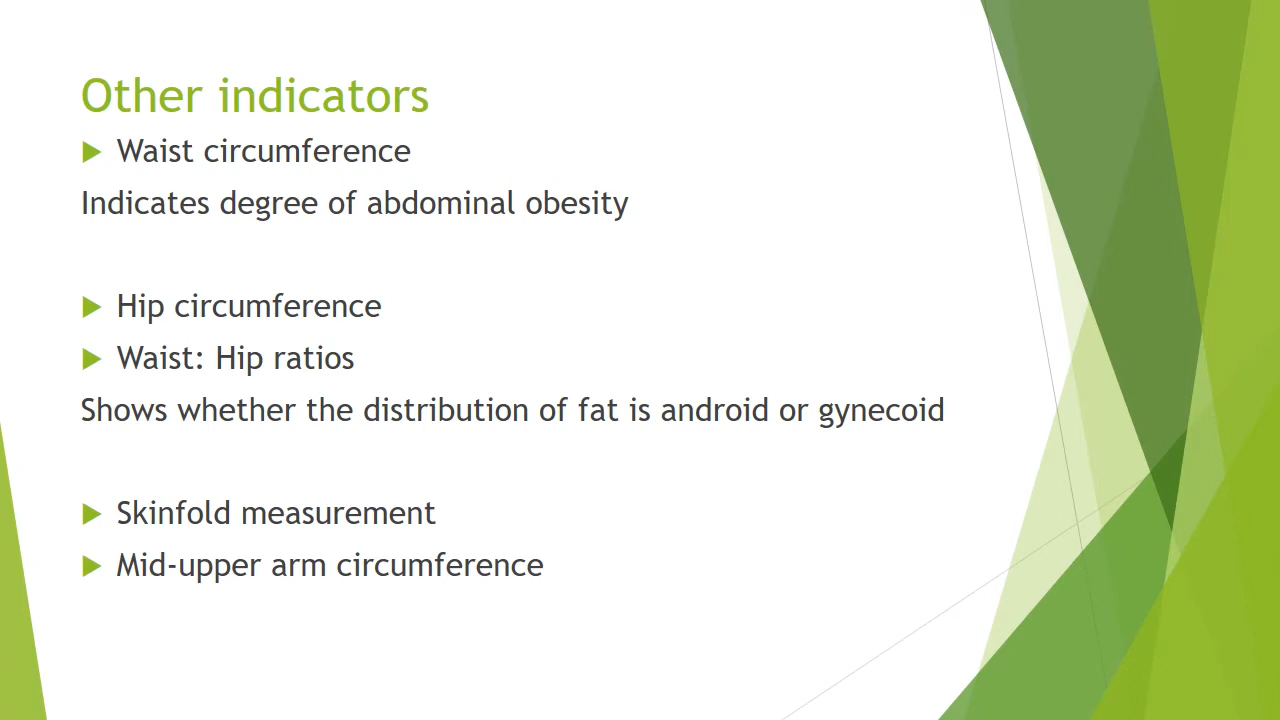 Other indicators
Waist circumference
Indicates degree of abdominal obesity
Hip circumference
Waist: Hip ratios
Shows whether the distribution of fat is android or gynecoid
Skinfold measurement
Mid-upper arm circumference